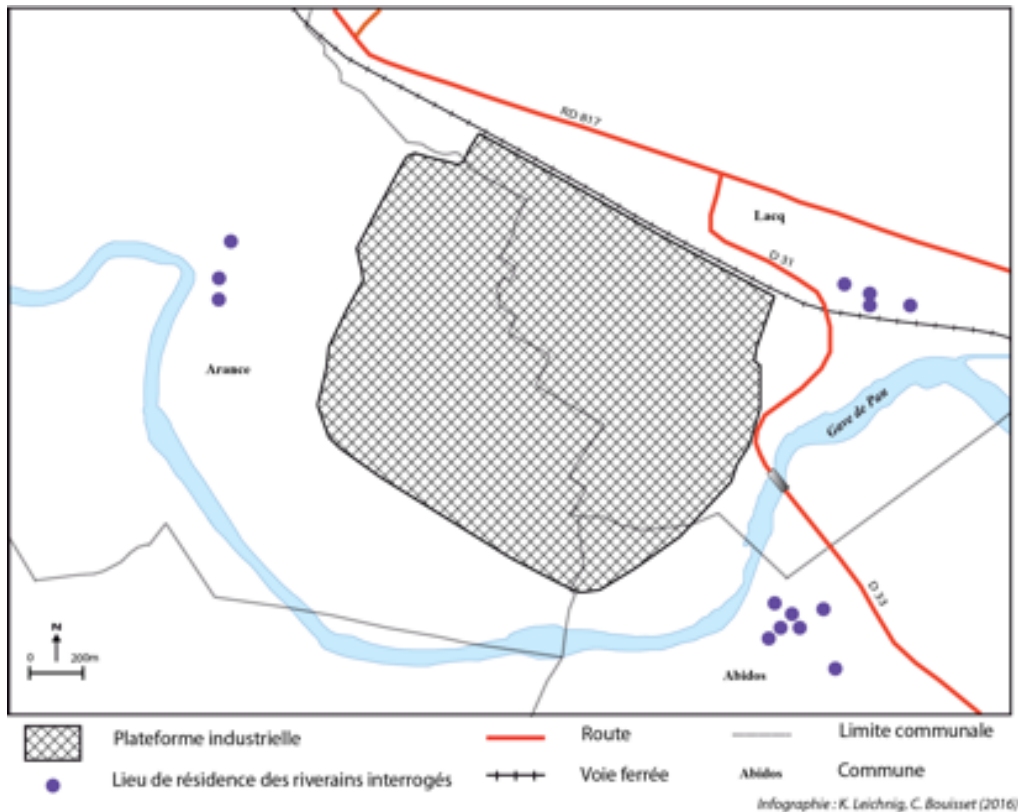 RD 817
Lacq
D 31
Arance
Gave de Pau
D 33
N
0 200m
Abidos
Plateforme industrielle
Route
Limite communale
Lieu de résidence des riverains interrogés
Voie ferrée
Abidos
Commune
Infographie : K. Leichnig, C. Bouisset (2016)